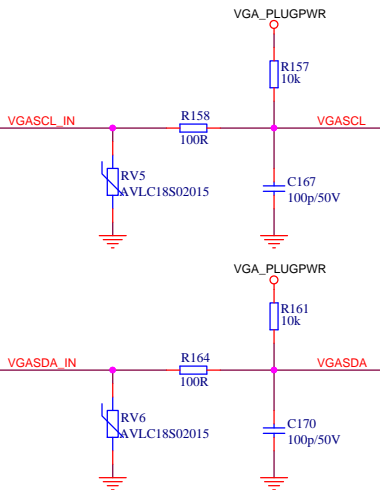 VGA_PLUGPWR
R157
10k
VGASCL_IN
R158
100R
VGASCL
RV5
AVLC18S02015
C167
100p/50V
VGA_PLUGPWR
R161
10k
VGASDA_IN
R164
100R
VGASDA
RV6
AVLC18S02015
C170
100p/50V